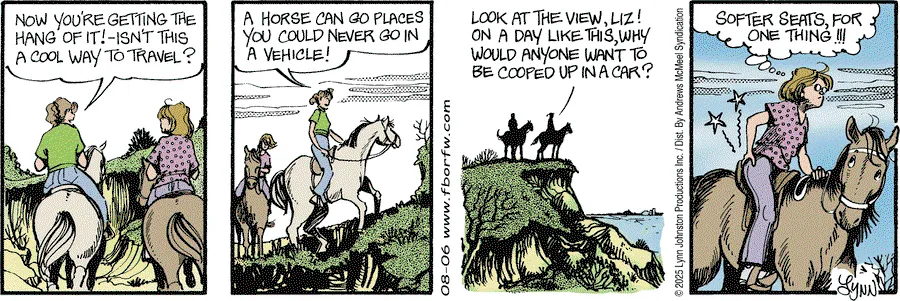 NOW YOU'RE GETTING THE
HANG OF IT!-ISN'T THIS
A COOL WAY TO TRAVEL?
A HORSE CAN GO PLACES
YOU COULD NEVER GO IN
A VEHICLE!
08-06 www.fborfw.com
LOOK AT THE VIEW, LIZ!
ON A DAY LIKE THIS, WHY
WOULD ANYONE WANT TO
BE COOPED UP IN A CAR?
© 2025 Lynn Johnston Productions Inc. / Dist. By Andrews McMeel Syndication
SOFTER SEATS, FOR
ONE THING!!!
LYNN